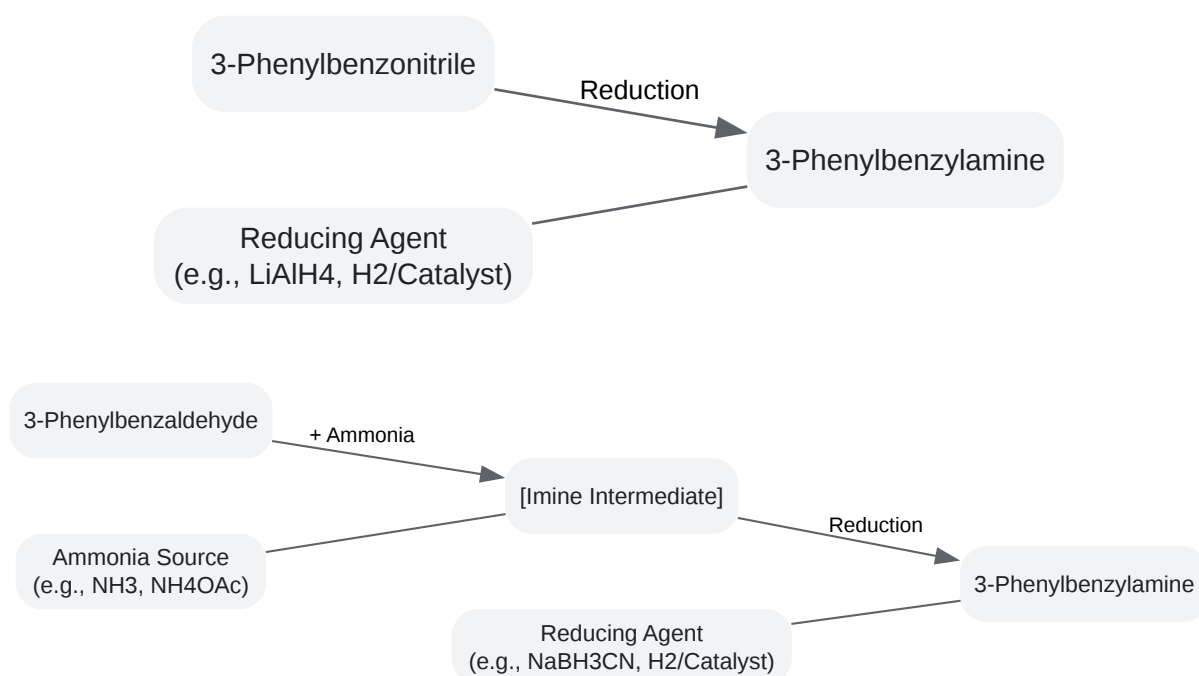 3-Phenylbenzonitrile
Reduction
3-Phenylbenzylamine
Reducing Agent
(e.g., LiAlH4, H2/Catalyst)
3-Phenylbenzaldehyde
+ Ammonia
[Imine Intermediate]
Ammonia Source
(e.g., NH3, NH4OAc)
Reduction
3-Phenylbenzylamine
Reducing Agent
(e.g., NaBH3CN, H2/Catalyst)